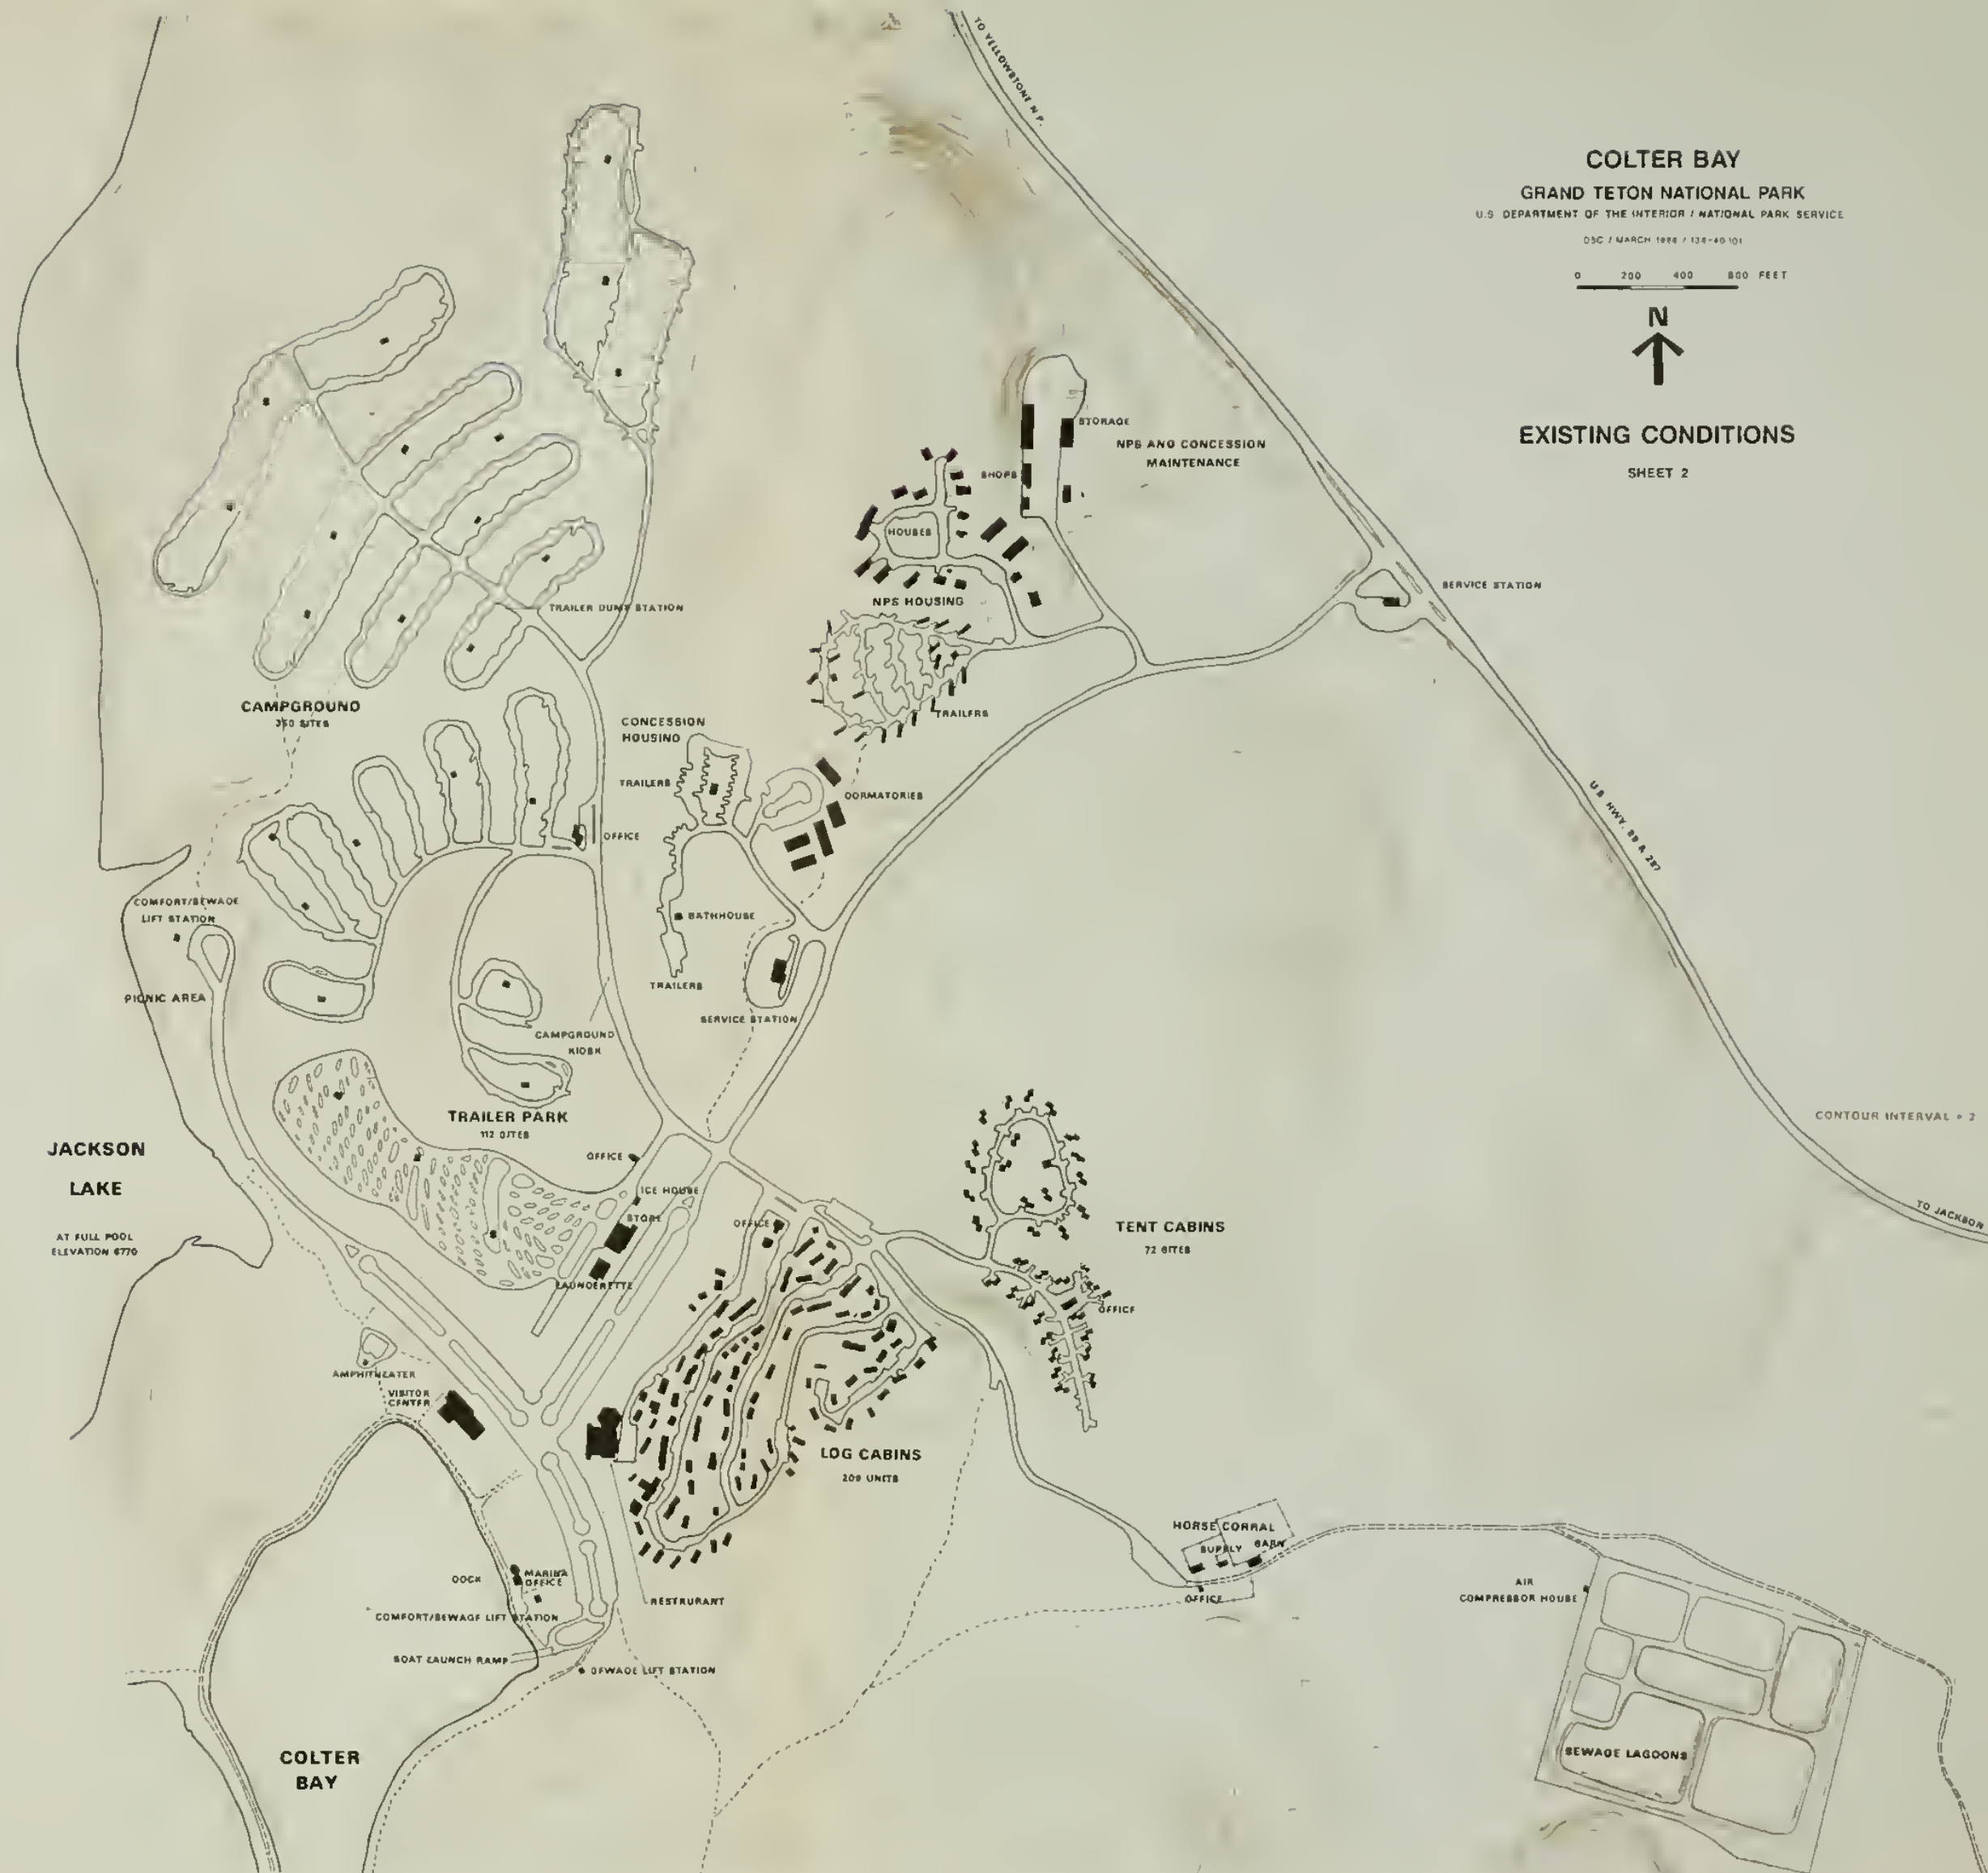 TO YELLOWSTONE N.P.
COLTER BAY
GRAND TETON NATIONAL PARK
U.S. DEPARTMENT OF THE INTERIOR / NATIONAL PARK SERVICE
0 200 400 600 FEET
N
EXISTING CONDITIONS
SHEET 2
STORAGE
NPS AND CONCESSION
MAINTENANCE
SHOPS
HOUSES
NPS HOUSING
SERVICE STATION
TRAILER DUMP STATION
CAMPGROUND
350 SITES
TRAILERS
CONCESSION
HOUSING
TRAILERS
DORMATORIES
OFFICE
U.S. HWY. 89 & 287
COMFORT/SEWAGE
LIFT STATION
BATHHOUSE
PICNIC AREA
TRAILERS
SERVICE STATION
CAMPGROUND
KIOSK
TRAILER PARK
112 SITES
CONTOUR INTERVAL = 2
JACKSON
LAKE
AT FULL POOL
ELEVATION 6770
OFFICE
ICE HOUSE
STORE
LAUNDERETTE
OFFICE
TENT CABINS
72 SITES
OFFICE
TO JACKSON
AMPHITHEATER
VISITOR
CENTER
LOG CABINS
209 UNITS
HORSE CORRAL
SUPPLY
BARN
OFFICE
DOCK
MARINA
OFFICE
COMFORT/SEWAGE LIFT STATION
RESTRURANT
BOAT LAUNCH RAMP
SEWAGE LIFT STATION
AIR
COMPRESSOR HOUSE
SEWAGE LAGOONS
COLTER
BAY